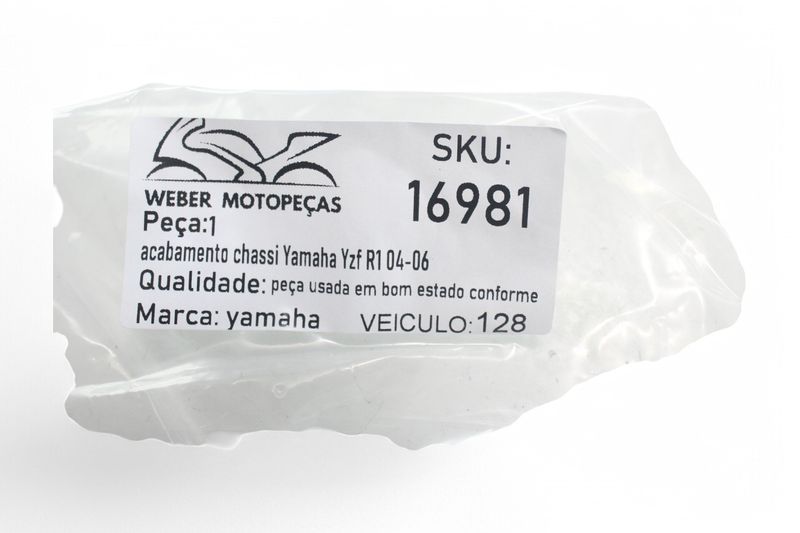 WEBER MOTOPEÇAS
SKU:
16981
Peça:1
acabamento chassi Yamaha Yzf R1 04-06
Qualidade: peça usada em bom estado conforme
Marca: yamaha VEICULO: 128